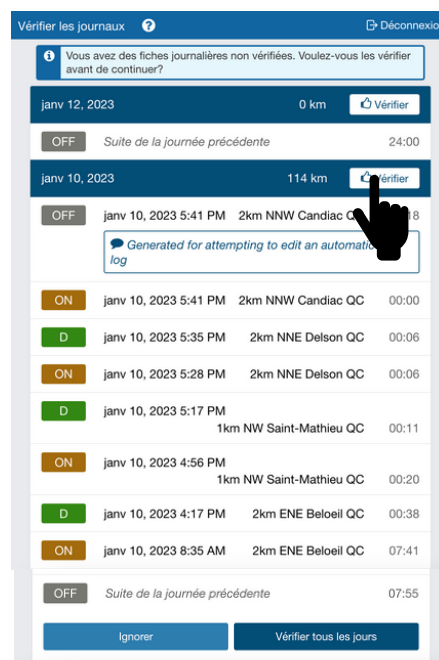 Vérifier les journaux ? Déconnexio
Vous avez des fiches journalières non vérifiées. Voulez-vous les vérifier
avant de continuer?
janv 12, 2023 0 km Vérifier
OFF Suite de la journée précédente 24:00
janv 10, 2023 114 km Vérifier
OFF janv 10, 2023 5:41 PM 2km NNW Candiac
Generated for attempting to edit an
log
ON janv 10, 2023 5:41 PM 2km NNW Candiac QC 00:00
D janv 10, 2023 5:35 PM 2km NNE Delson QC 00:06
ON janv 10, 2023 5:28 PM 2km NNE Delson QC 00:06
D janv 10, 2023 5:17 PM
1km NW Saint-Mathieu QC 00:11
ON janv 10, 2023 4:56 PM
1km NW Saint-Mathieu QC 00:20
D janv 10, 2023 4:17 PM 2km ENE Beloeil QC 00:38
ON janv 10, 2023 8:35 AM 2km ENE Beloeil QC 07:41
OFF Suite de la journée précédente 07:55
Ignorer Vérifier tous les jours